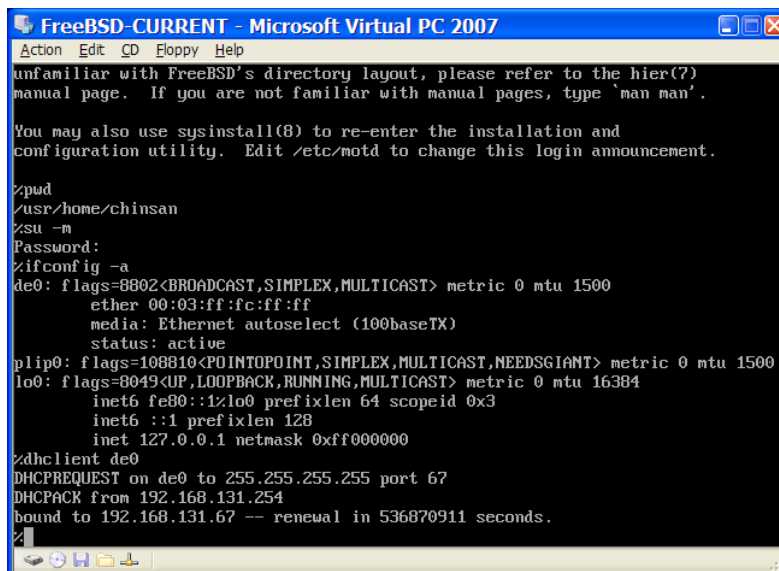 FreeBSD-CURRENT - Microsoft Virtual PC 2007
Action Edit CD Floppy Help
unfamiliar with FreeBSD's directory layout, please refer to the hier(7)
manual page.  If you are not familiar with manual pages, type `man man'.
You may also use sysinstall(8) to re-enter the installation and
configuration utility.  Edit /etc/motd to change this login announcement.
%pwd
/usr/home/chinsan
%su -m
Password:
%ifconfig -a
de0: flags=8802<BROADCAST,SIMPLEX,MULTICAST> metric 0 mtu 1500
        ether 00:03:ff:fc:ff:ff
        media: Ethernet autoselect (100baseTX)
        status: active
plip0: flags=108810<POINTOPOINT,SIMPLEX,MULTICAST,NEEDSGIANT> metric 0 mtu 1500
lo0: flags=8049<UP,LOOPBACK,RUNNING,MULTICAST> metric 0 mtu 16384
        inet6 fe80::1%lo0 prefixlen 64 scopeid 0x3
        inet6 ::1 prefixlen 128
        inet 127.0.0.1 netmask 0xff000000
%dhclient de0
DHCPREQUEST on de0 to 255.255.255.255 port 67
DHCPACK from 192.168.131.254
bound to 192.168.131.67 -- renewal in 536870911 seconds.
%